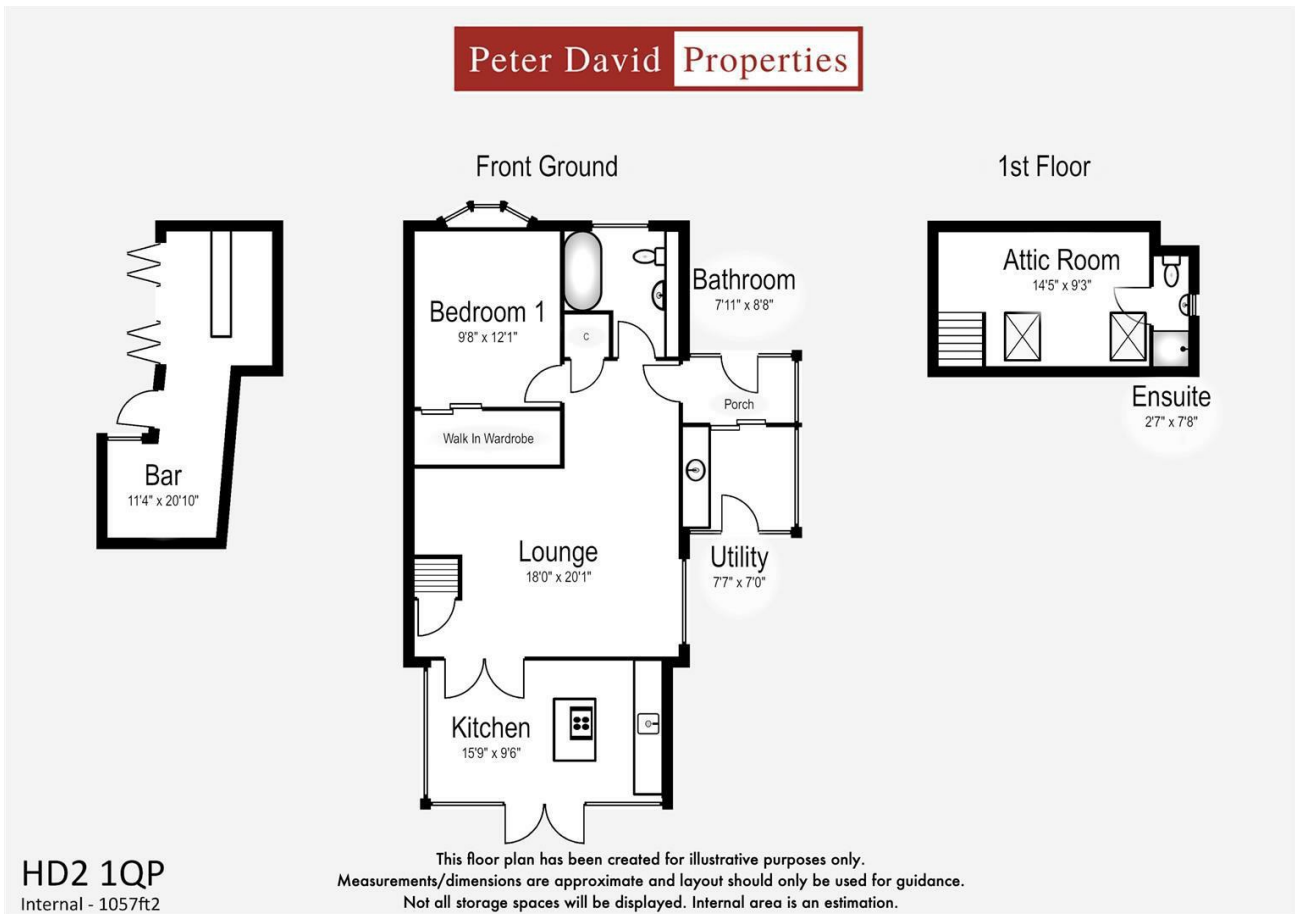 Peter David Properties
Front Ground
1st Floor
Bedroom 1
9'8" x 12'1"
C
Bathroom
7'11" x 8'8"
Attic Room
14'5" x 9'3"
Porch
Ensuite
2'7" x 7'8"
Walk In Wardrobe
Bar
11'4" x 20'10"
Lounge
18'0" x 20'1"
Utility
7'7" x 7'0"
Kitchen
15'9" x 9'6"
HD2 1QP
Internal - 1057ft2
This floor plan has been created for illustrative purposes only.
Measurements/dimensions are approximate and layout should only be used for guidance.
Not all storage spaces will be displayed. Internal area is an estimation.